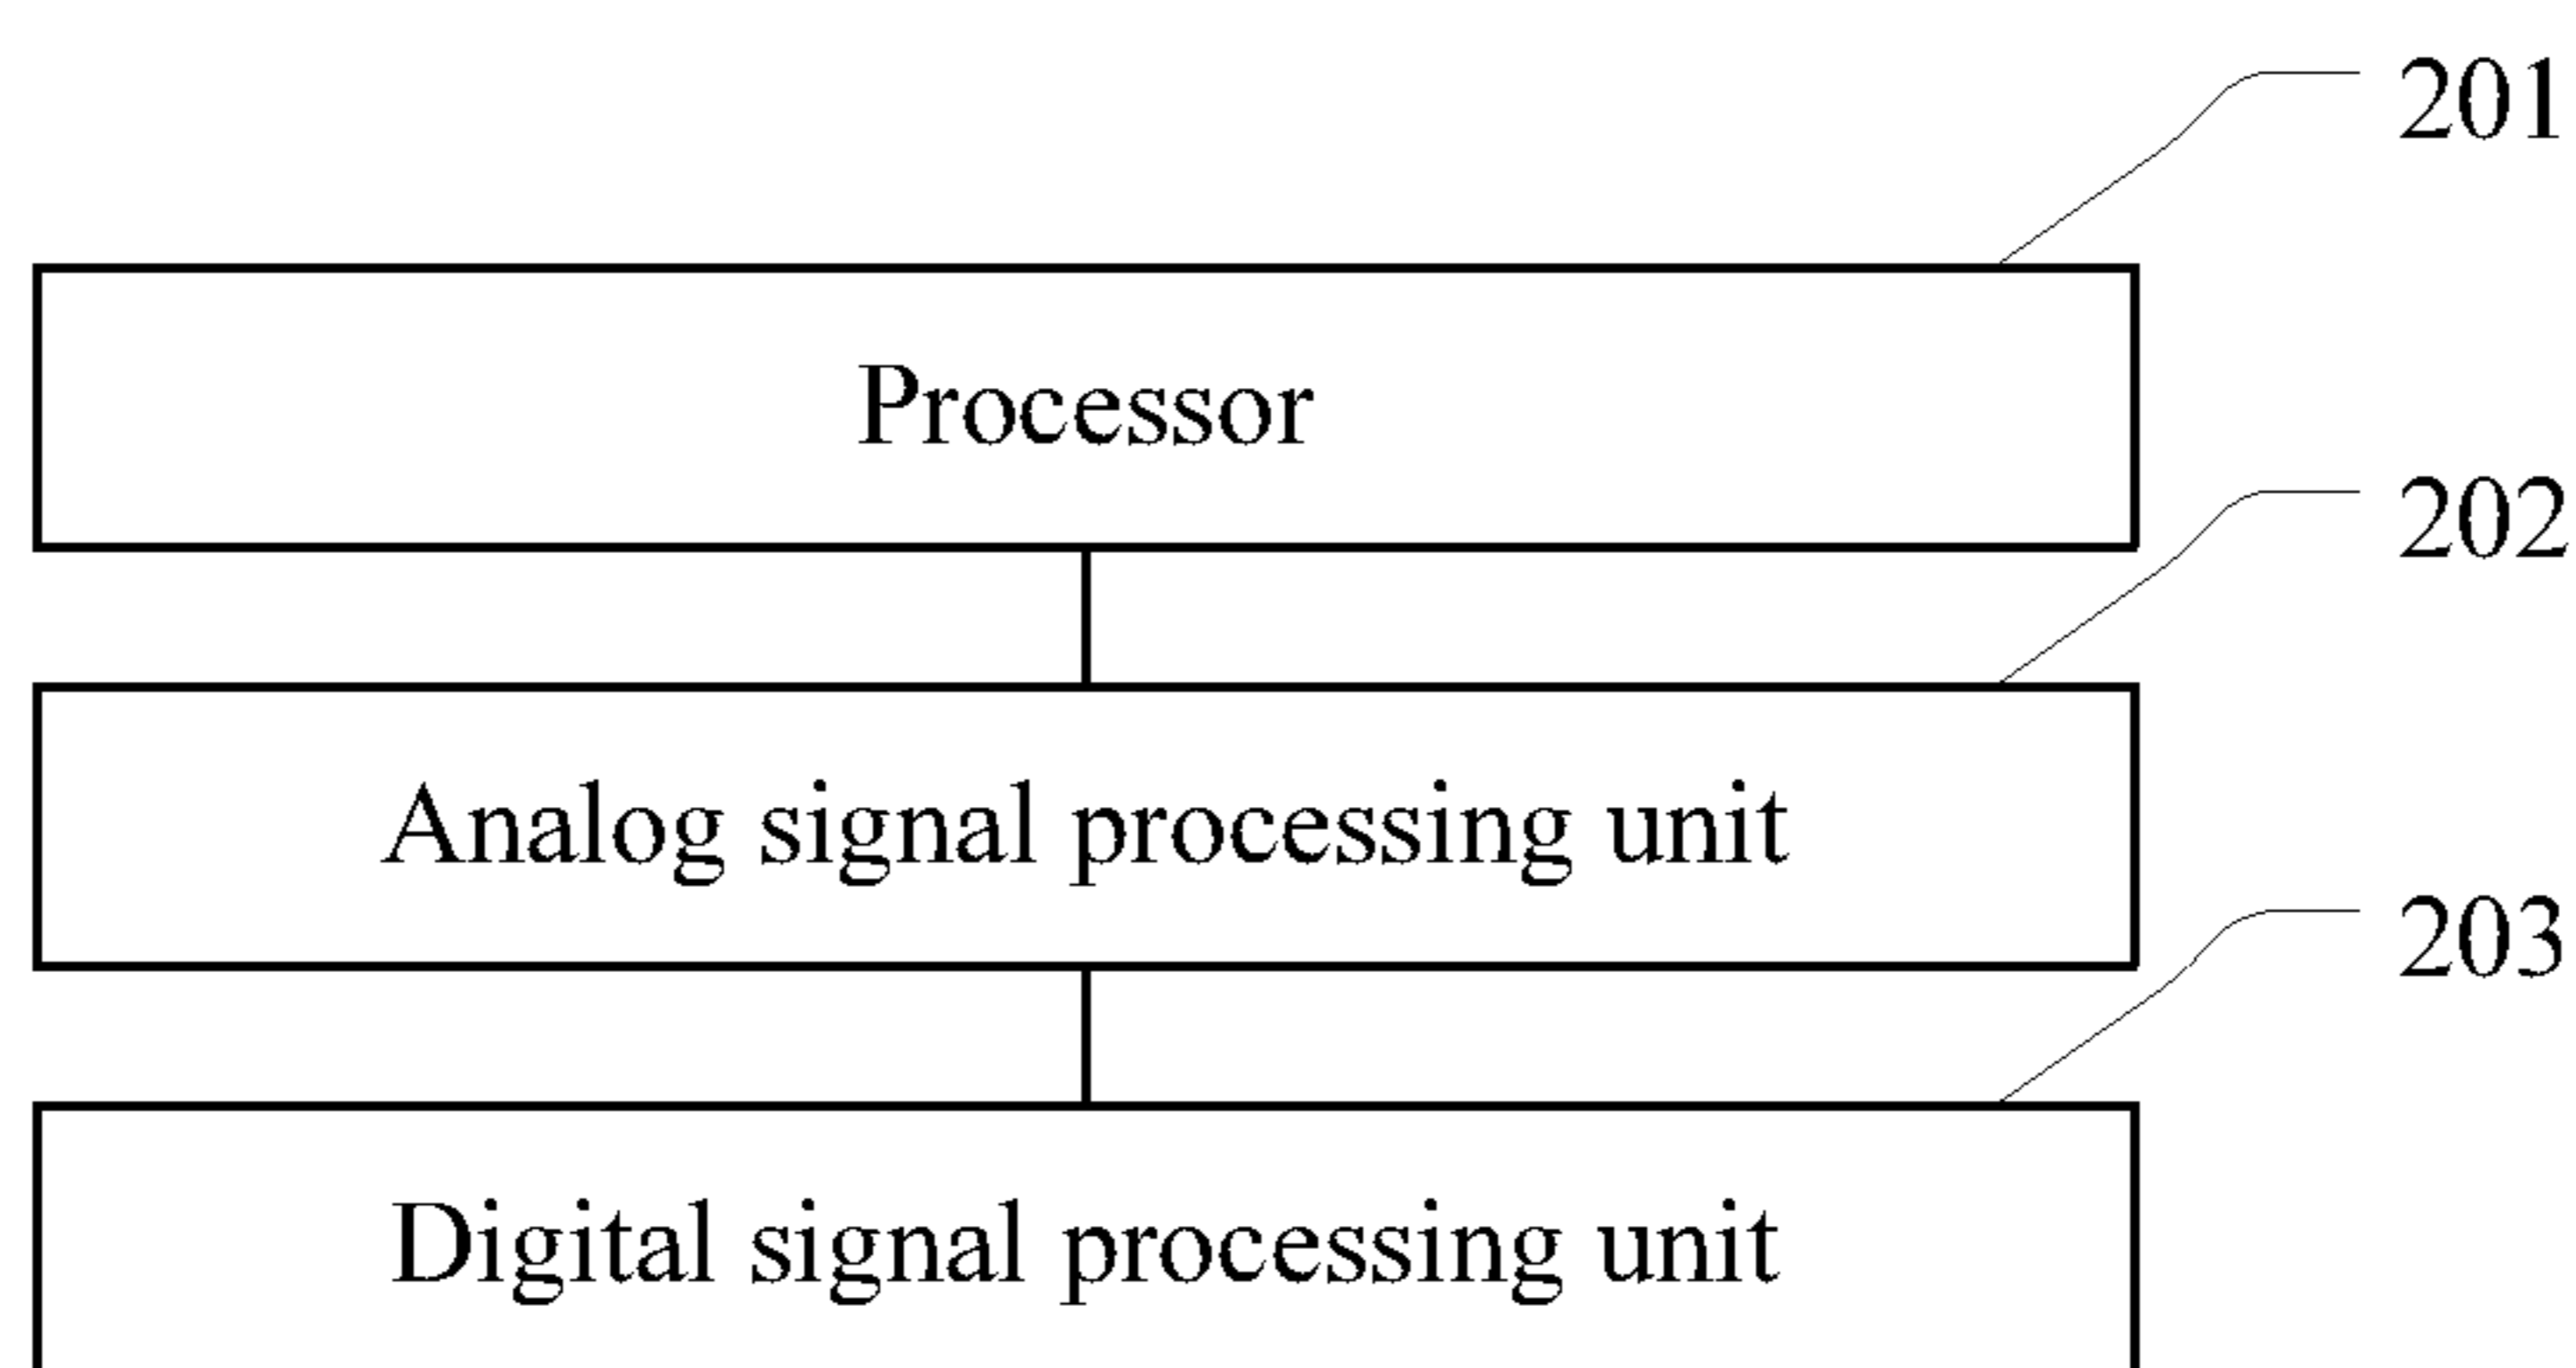 201
Processor
202
Analog signal processing unit
203
Digital signal processing unit